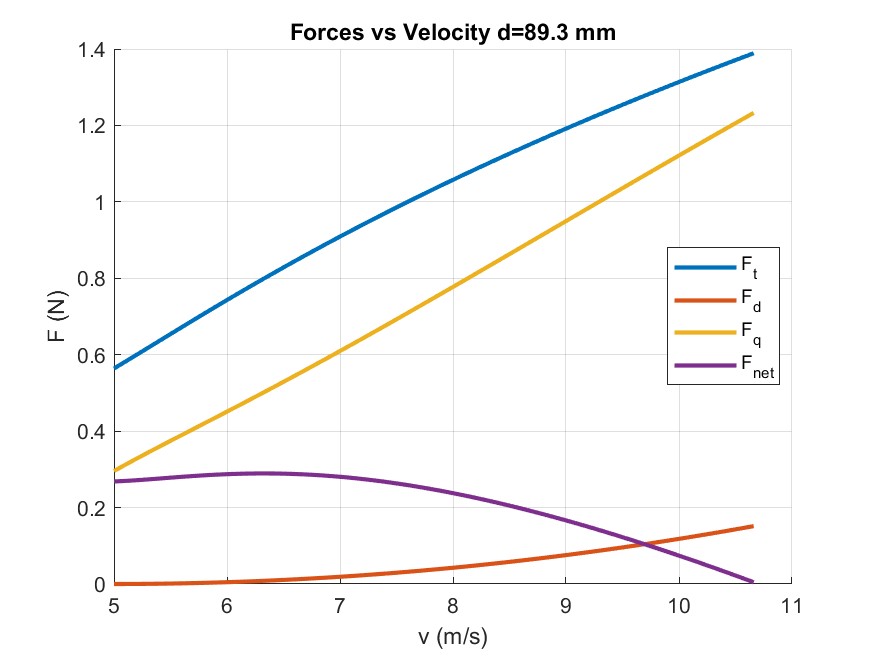 Forces vs Velocity d=89.3 mm
1.4
1.2
1
0.8
0.6
0.4
0.2
0
F (N)
F_t
F_d
F_q
F_net
5 6 7 8 9 10 11
v (m/s)